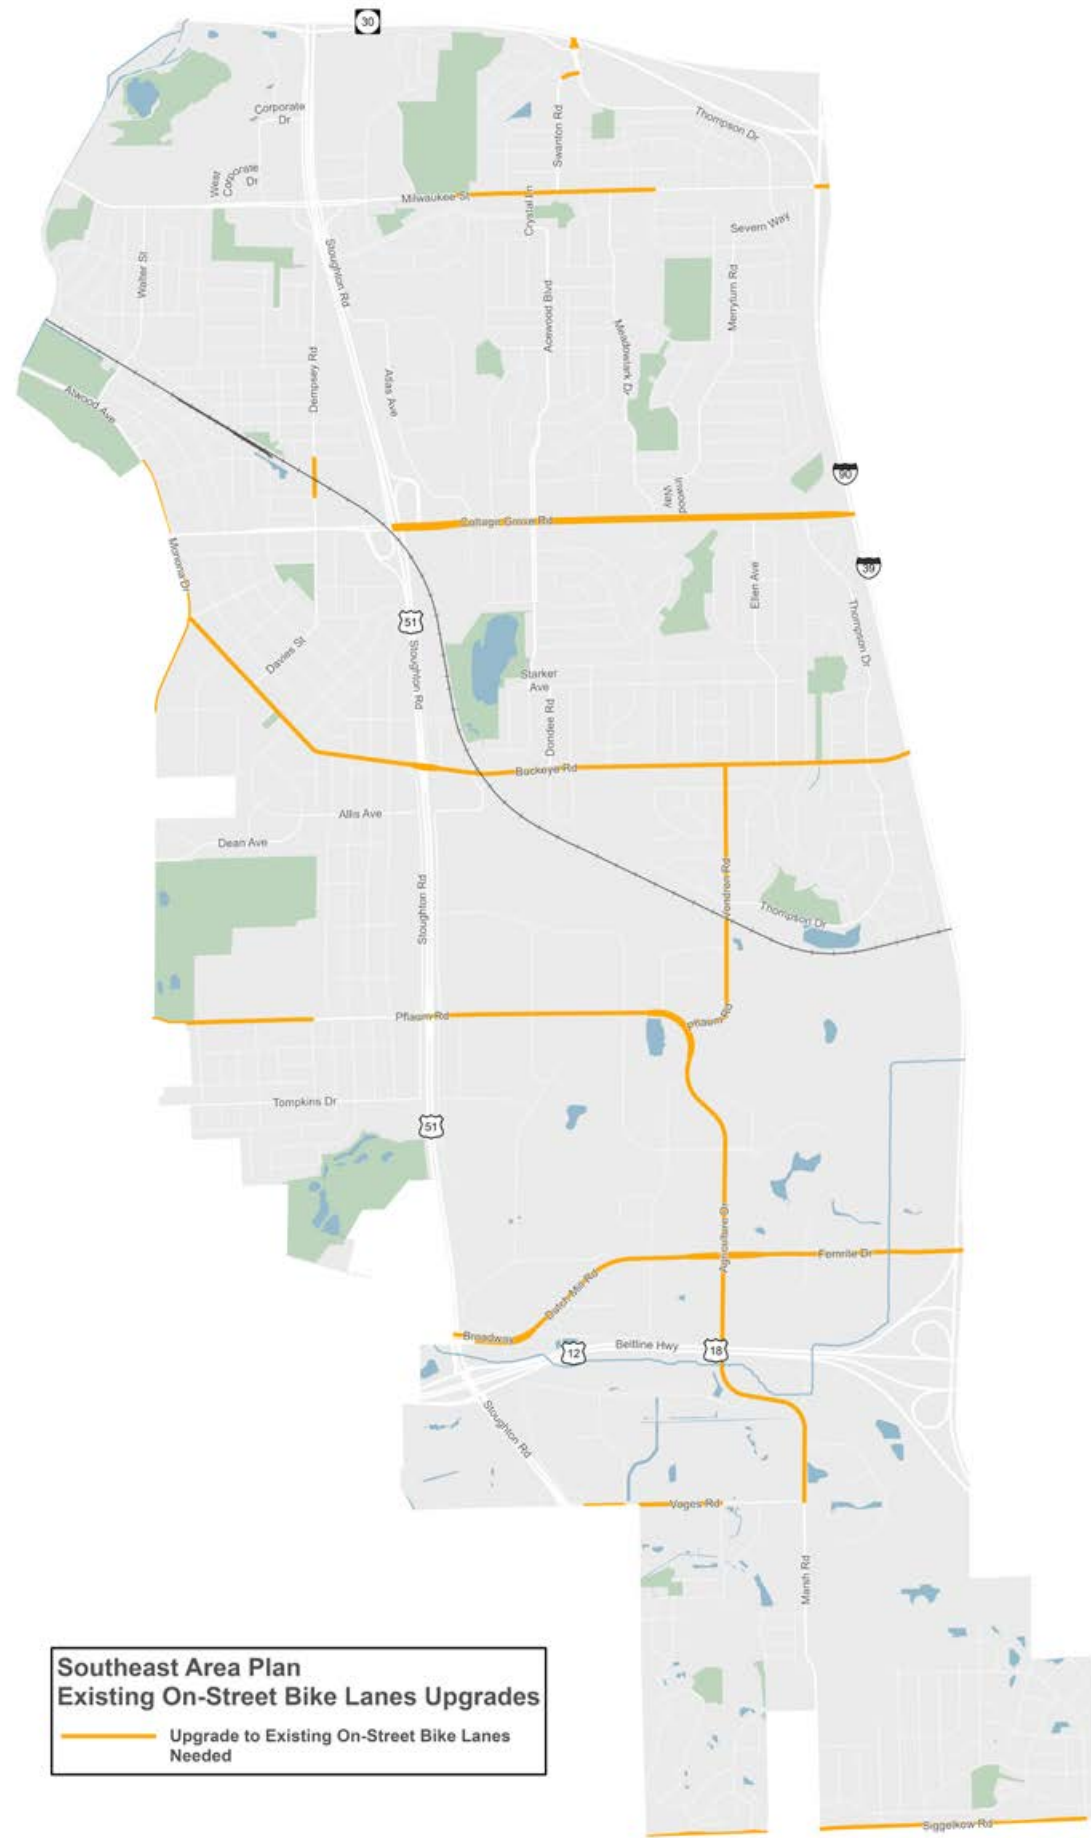 30
Corporate
Dr
Thompson Dr
Swanton Rd
West
Corporate
Dr
Milwaukee St
Crystal Ln
Severn Way
Walter St
Stoughton Rd
Acewood Blvd
Merryturn Rd
Meadowlark Dr
Dempsey Rd
Atlas Ave
Atwood Ave
90
Inwood
Way
Cottage Grove Rd
Monona Dr
39
Ellen Ave
51
Thompson Dr
Davies St
Stoughton Rd
Starker
Ave
Dondee Rd
Buckeye Rd
Allis Ave
Dean Ave
Stoughton Rd
Vondron Rd
Thompson Dr
Pflaum Rd
Pflaum Rd
Tompkins Dr
51
Agriculture Dr
Femrite Dr
Dutch Mill Rd
Broadway
12
Beltline Hwy
18
Stoughton Rd
Voges Rd
Marsh Rd
Southeast Area Plan
Existing On-Street Bike Lanes Upgrades
Upgrade to Existing On-Street Bike Lanes
Needed
Siggelkow Rd